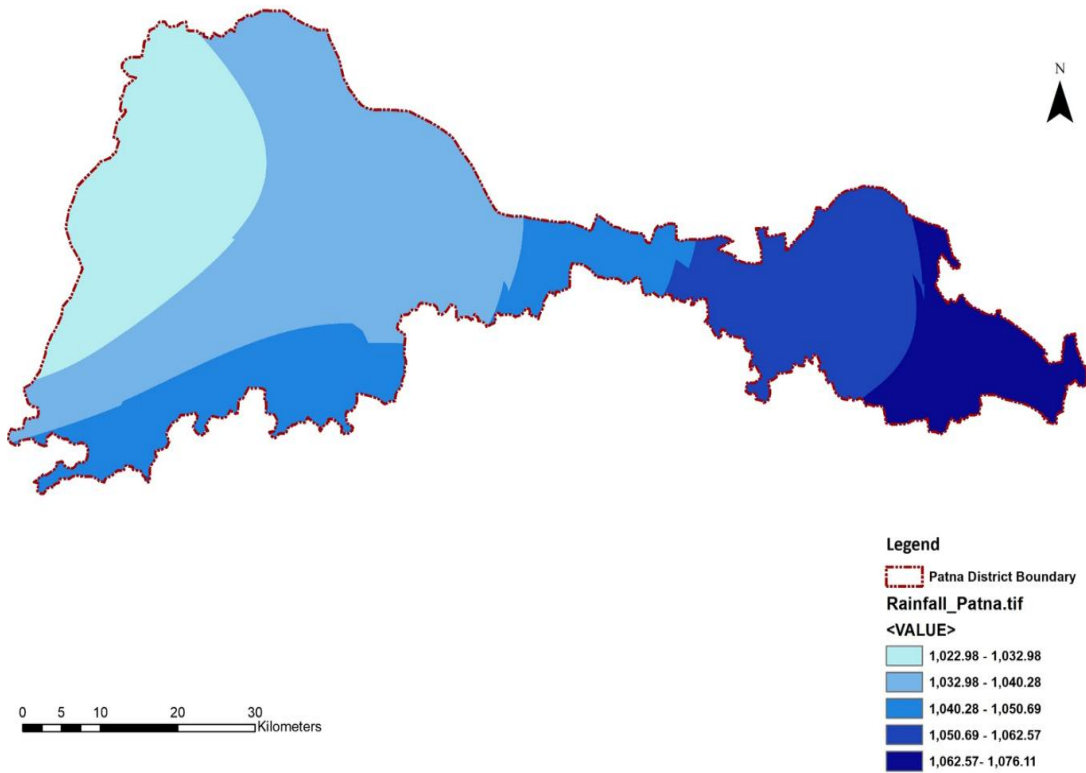 N
Legend
Patna District Boundary
Rainfall_Patna.tif
<VALUE>
1,022.98 - 1,032.98
1,032.98 - 1,040.28
1,040.28 - 1,050.69
1,050.69 - 1,062.57
1,062.57- 1,076.11
0 5 10 20 30
Kilometers